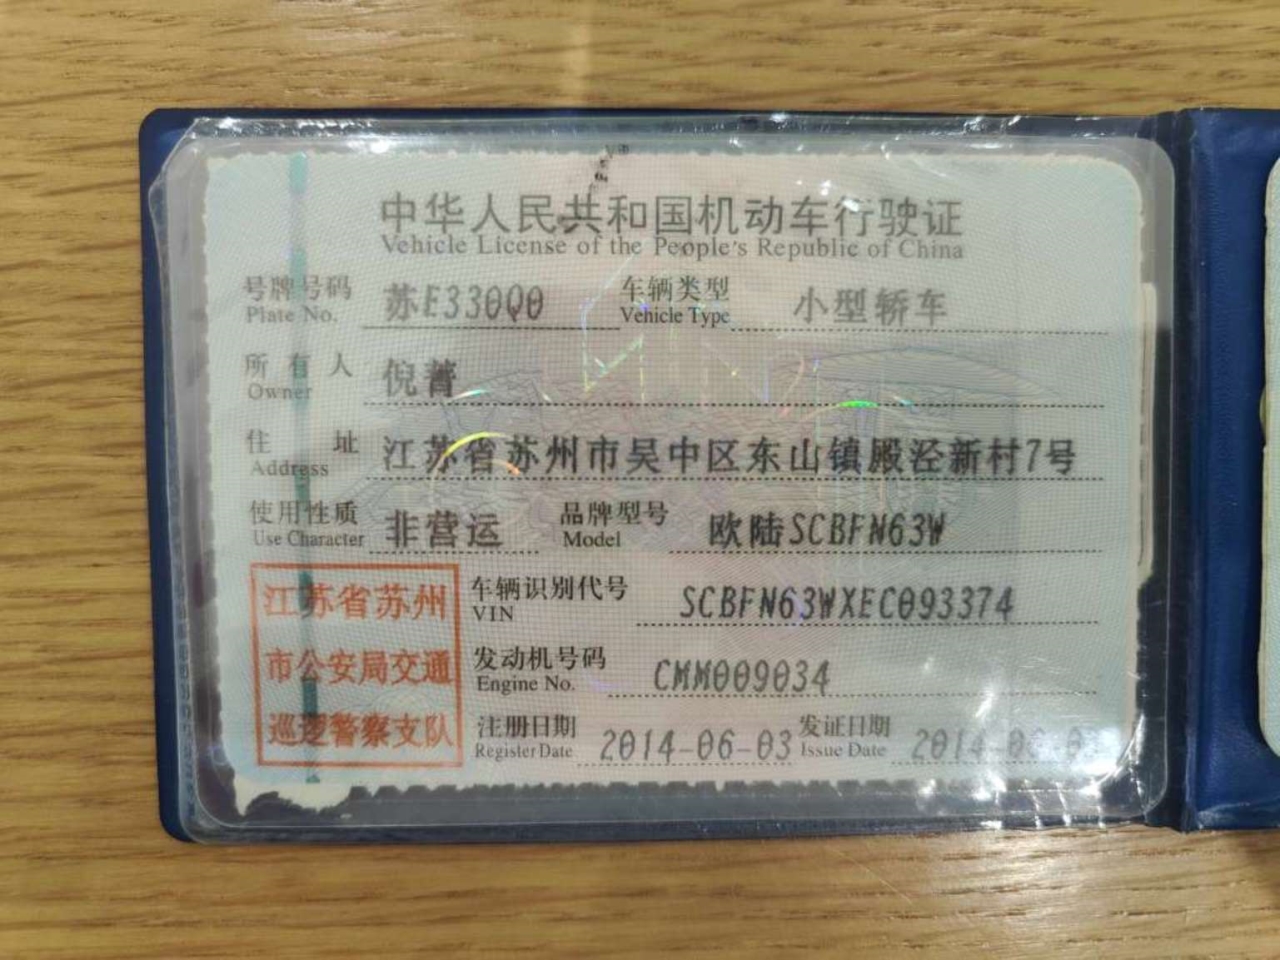 中华人民共和国机动车行驶证
Vehicle License of the People's Republic of China
号牌号码 苏E330Q0 车辆类型 小型轿车
Plate No. Vehicle Type
所有人 倪菁
Owner
住址 江苏省苏州市吴中区东山镇殿泾新村7号
Address
使用性质 非营运 品牌型号 欧陆SCBFN63W
Use Character Model
江苏省苏州
市公安局交通
巡逻警察支队
车辆识别代号 SCBFN63WXEC093374
VIN
发动机号码 CMM009034
Engine No.
注册日期 2014-06-03 发证日期 2014-06-0
Register Date Issue Date